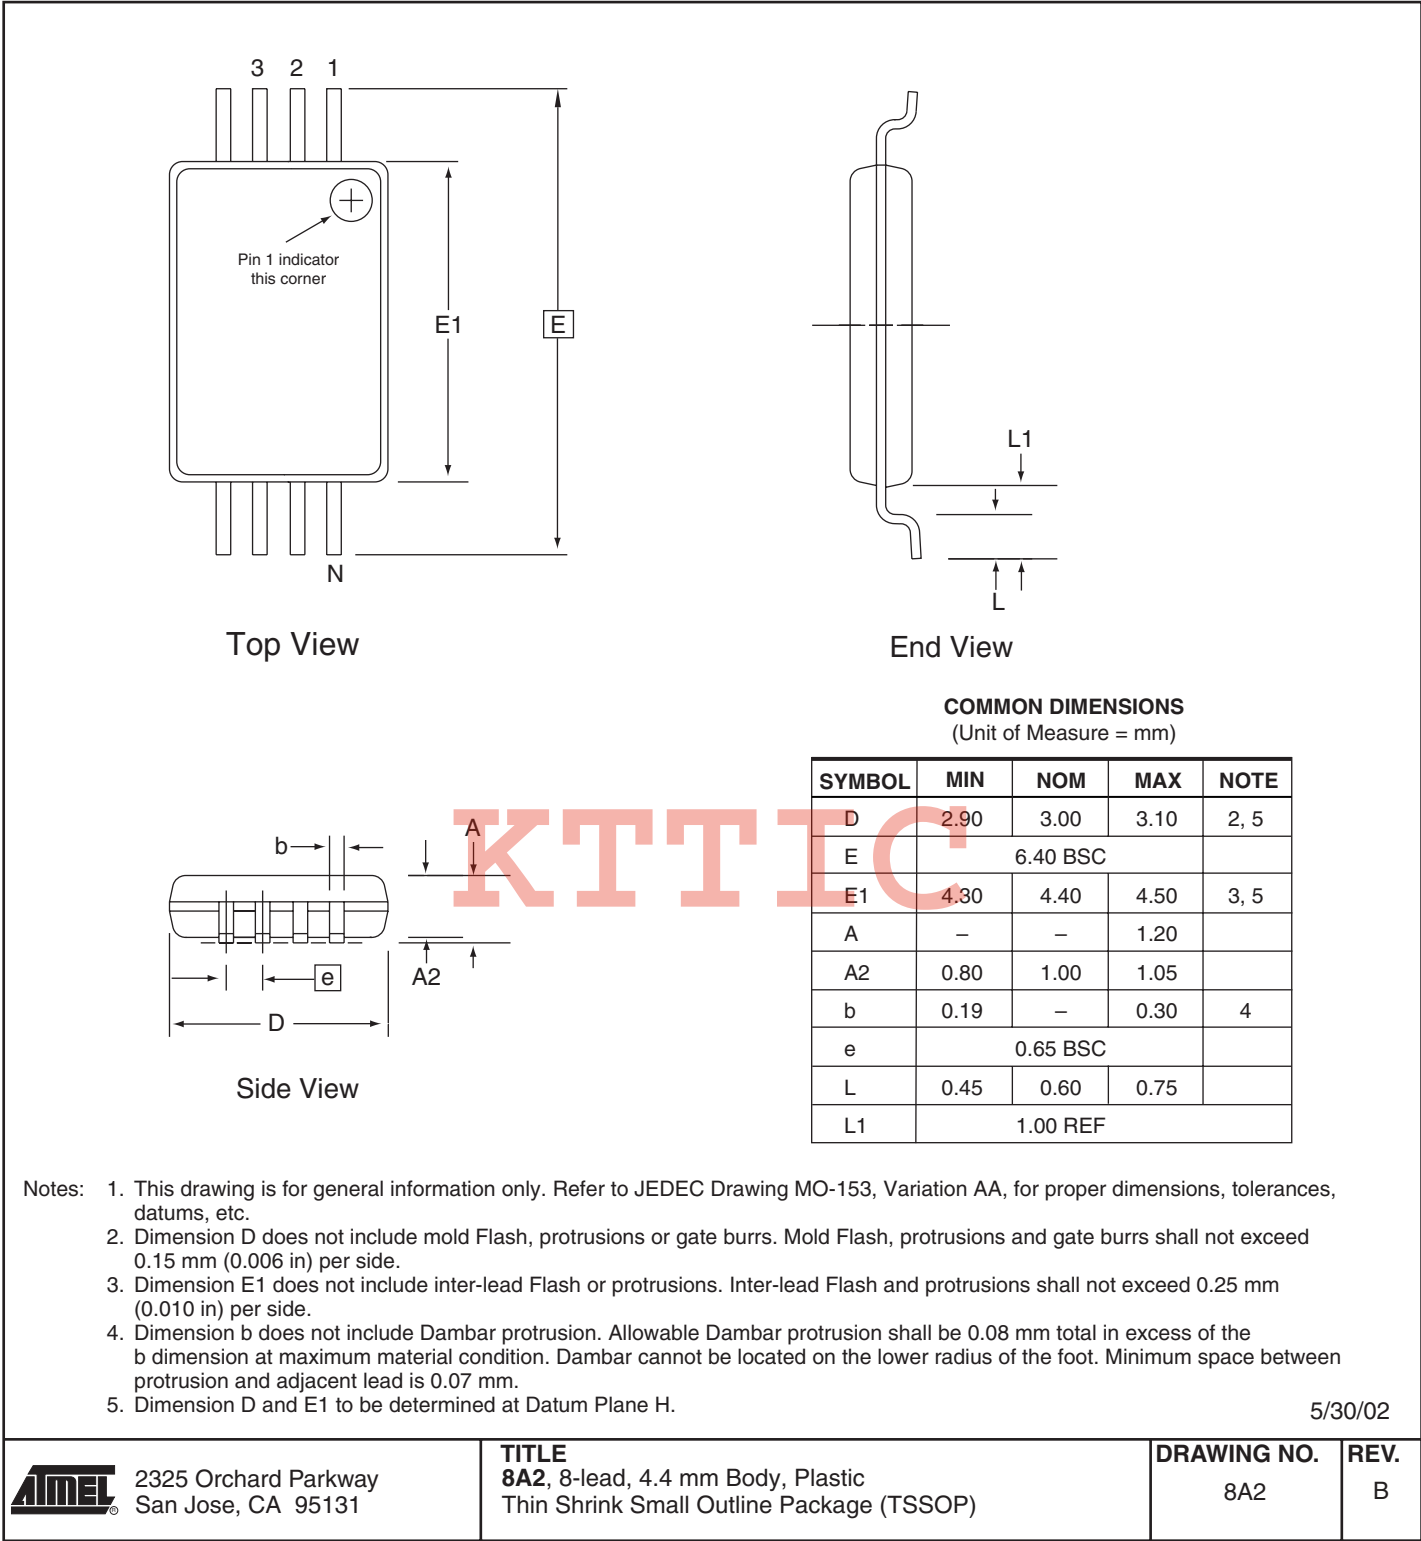 3 2 1
Pin 1 indicator
this corner
E1
E
N
Top View
L1
L
End View
COMMON DIMENSIONS
(Unit of Measure = mm)
SYMBOL MIN NOM MAX NOTE
D 2.90 3.00 3.10 2, 5
E 6.40 BSC
E1 4.30 4.40 4.50 3, 5
A – – 1.20
A2 0.80 1.00 1.05
b 0.19 – 0.30 4
e 0.65 BSC
L 0.45 0.60 0.75
L1 1.00 REF
KTTIC
b
A
e
A2
D
Side View
Notes: 1. This drawing is for general information only. Refer to JEDEC Drawing MO-153, Variation AA, for proper dimensions, tolerances,
datums, etc.
2. Dimension D does not include mold Flash, protrusions or gate burrs. Mold Flash, protrusions and gate burrs shall not exceed
0.15 mm (0.006 in) per side.
3. Dimension E1 does not include inter-lead Flash or protrusions. Inter-lead Flash and protrusions shall not exceed 0.25 mm
(0.010 in) per side.
4. Dimension b does not include Dambar protrusion. Allowable Dambar protrusion shall be 0.08 mm total in excess of the
b dimension at maximum material condition. Dambar cannot be located on the lower radius of the foot. Minimum space between
protrusion and adjacent lead is 0.07 mm.
5. Dimension D and E1 to be determined at Datum Plane H.
5/30/02
ATMEL®
2325 Orchard Parkway
San Jose, CA 95131
TITLE
8A2, 8-lead, 4.4 mm Body, Plastic
Thin Shrink Small Outline Package (TSSOP)
DRAWING NO.
8A2
REV.
B